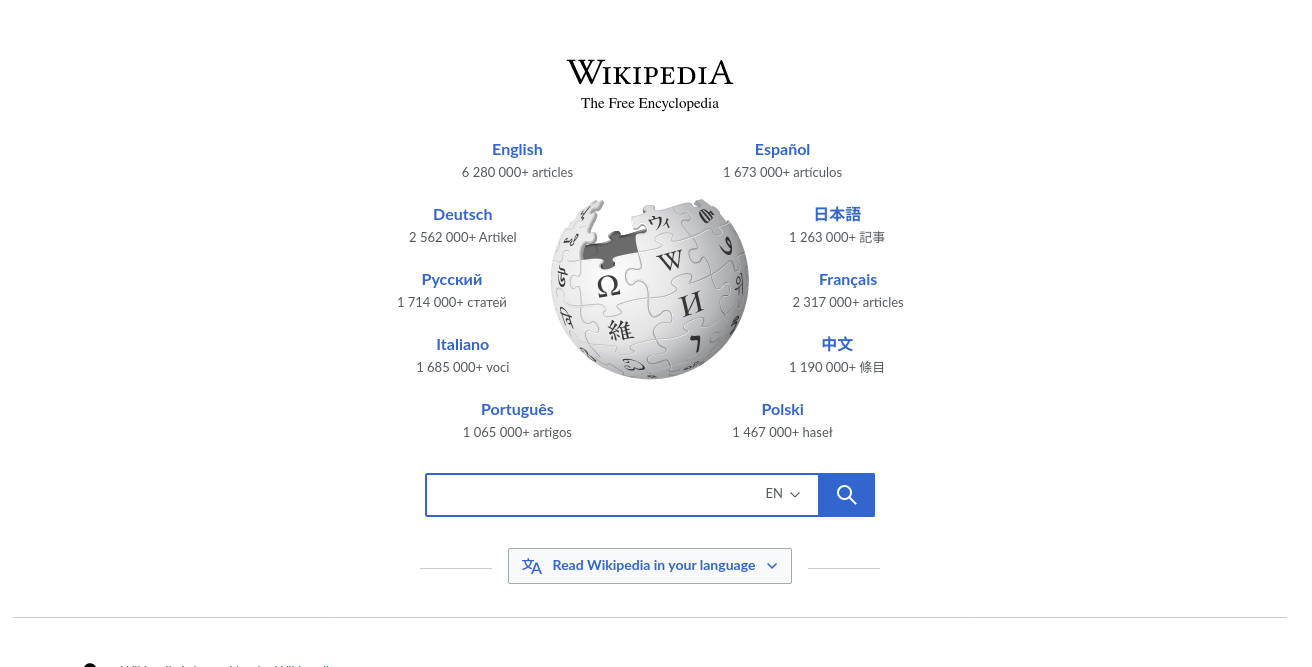 WIKIPEDIA
The Free Encyclopedia
English
6 280 000+ articles
Español
1 673 000+ artículos
Deutsch
2 562 000+ Artikel
日本語
1 263 000+ 記事
Русский
1 714 000+ статей
Français
2 317 000+ articles
Italiano
1 685 000+ voci
中文
1 190 000+ 條目
Português
1 065 000+ artigos
Polski
1 467 000+ haseł
ウィ
W
Ω
И
維
EN
Read Wikipedia in your language